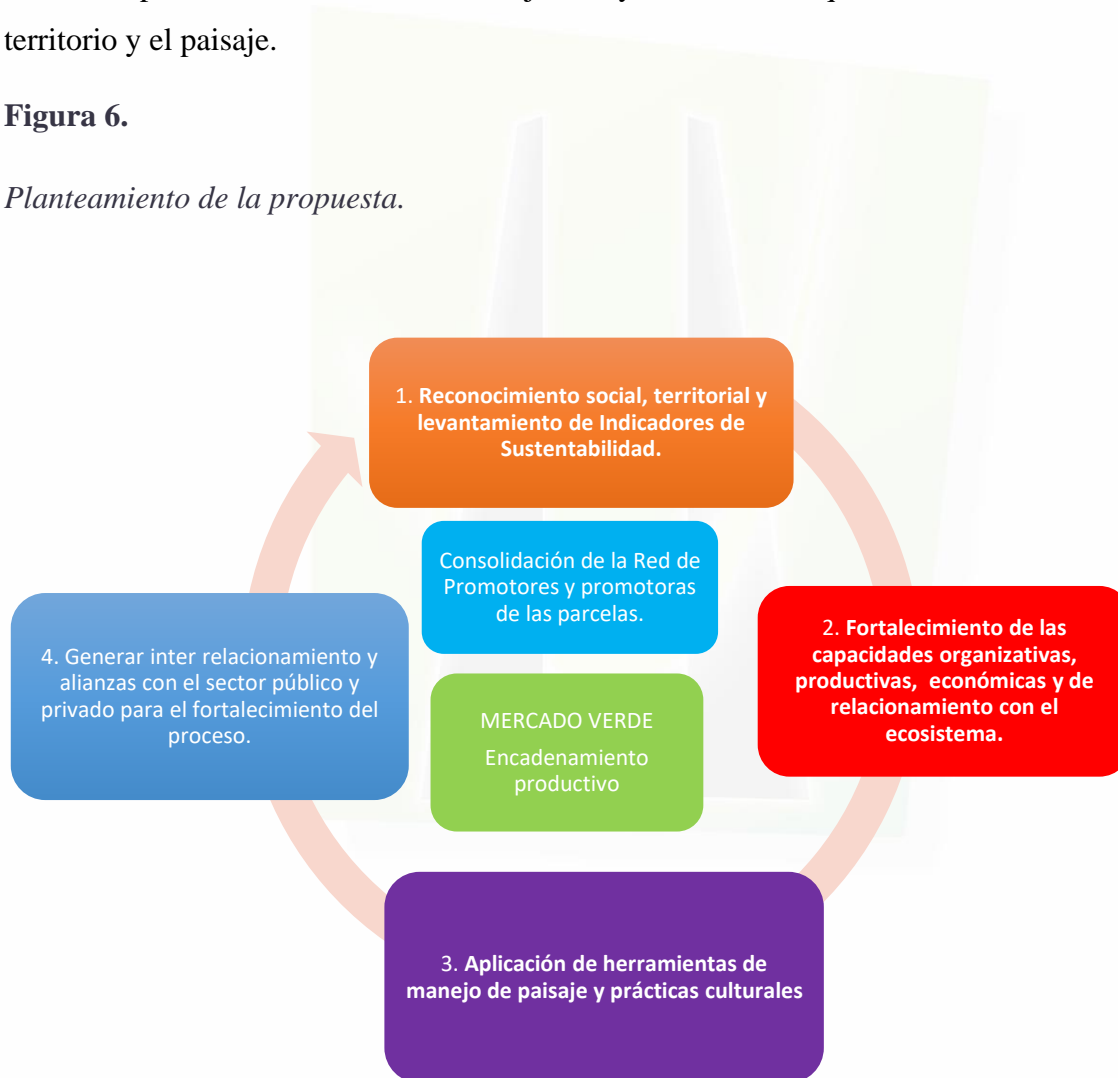 territorio y el paisaje.
Figura 6.
Planteamiento de la propuesta.
1. Reconocimiento social, territorial y
levantamiento de Indicadores de
Sustentabilidad.
Consolidación de la Red de
Promotores y promotoras
de las parcelas.
2. Fortalecimiento de las
capacidades organizativas,
productivas, económicas y de
relacionamiento con el
ecosistema.
4. Generar inter relacionamiento y
alianzas con el sector público y
privado para el fortalecimiento del
proceso.
MERCADO VERDE
Encadenamiento
productivo
3. Aplicación de herramientas de
manejo de paisaje y prácticas culturales